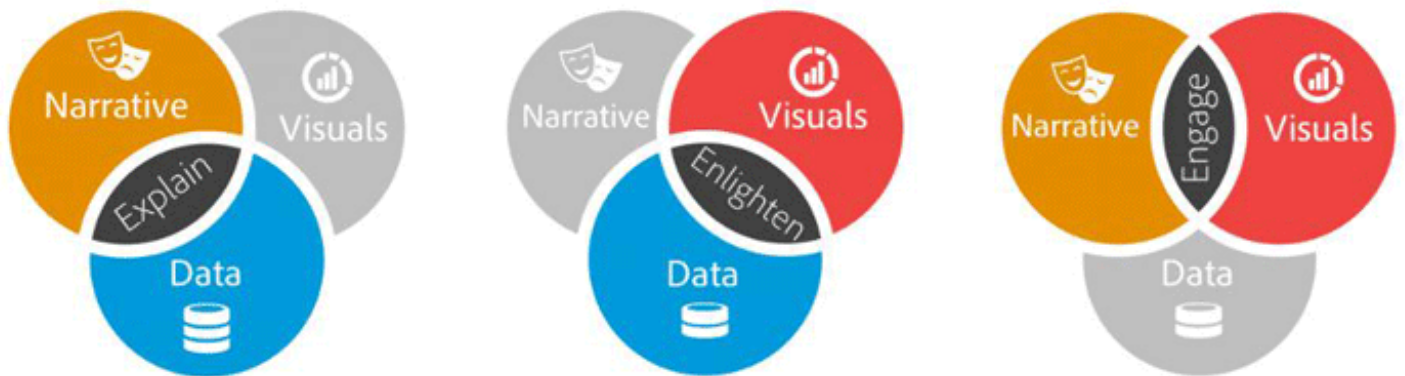 Narrative
Visuals
Explain
Data
Narrative
Visuals
Enlighten
Data
Narrative
Visuals
Engage
Data